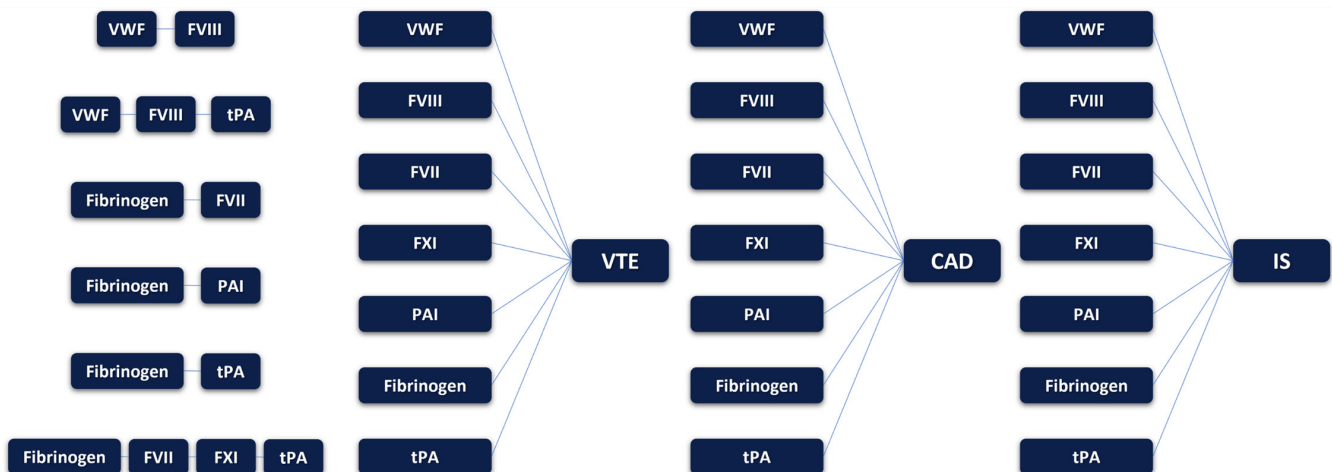 VWF FVIII
VWF FVIII tPA
Fibrinogen FVII
Fibrinogen PAI
Fibrinogen tPA
Fibrinogen FVII FXI tPA
VWF
FVIII
FVII
FXI
PAI
Fibrinogen
tPA
VTE
VWF
FVIII
FVII
FXI
PAI
Fibrinogen
tPA
CAD
VWF
FVIII
FVII
FXI
PAI
Fibrinogen
tPA
IS